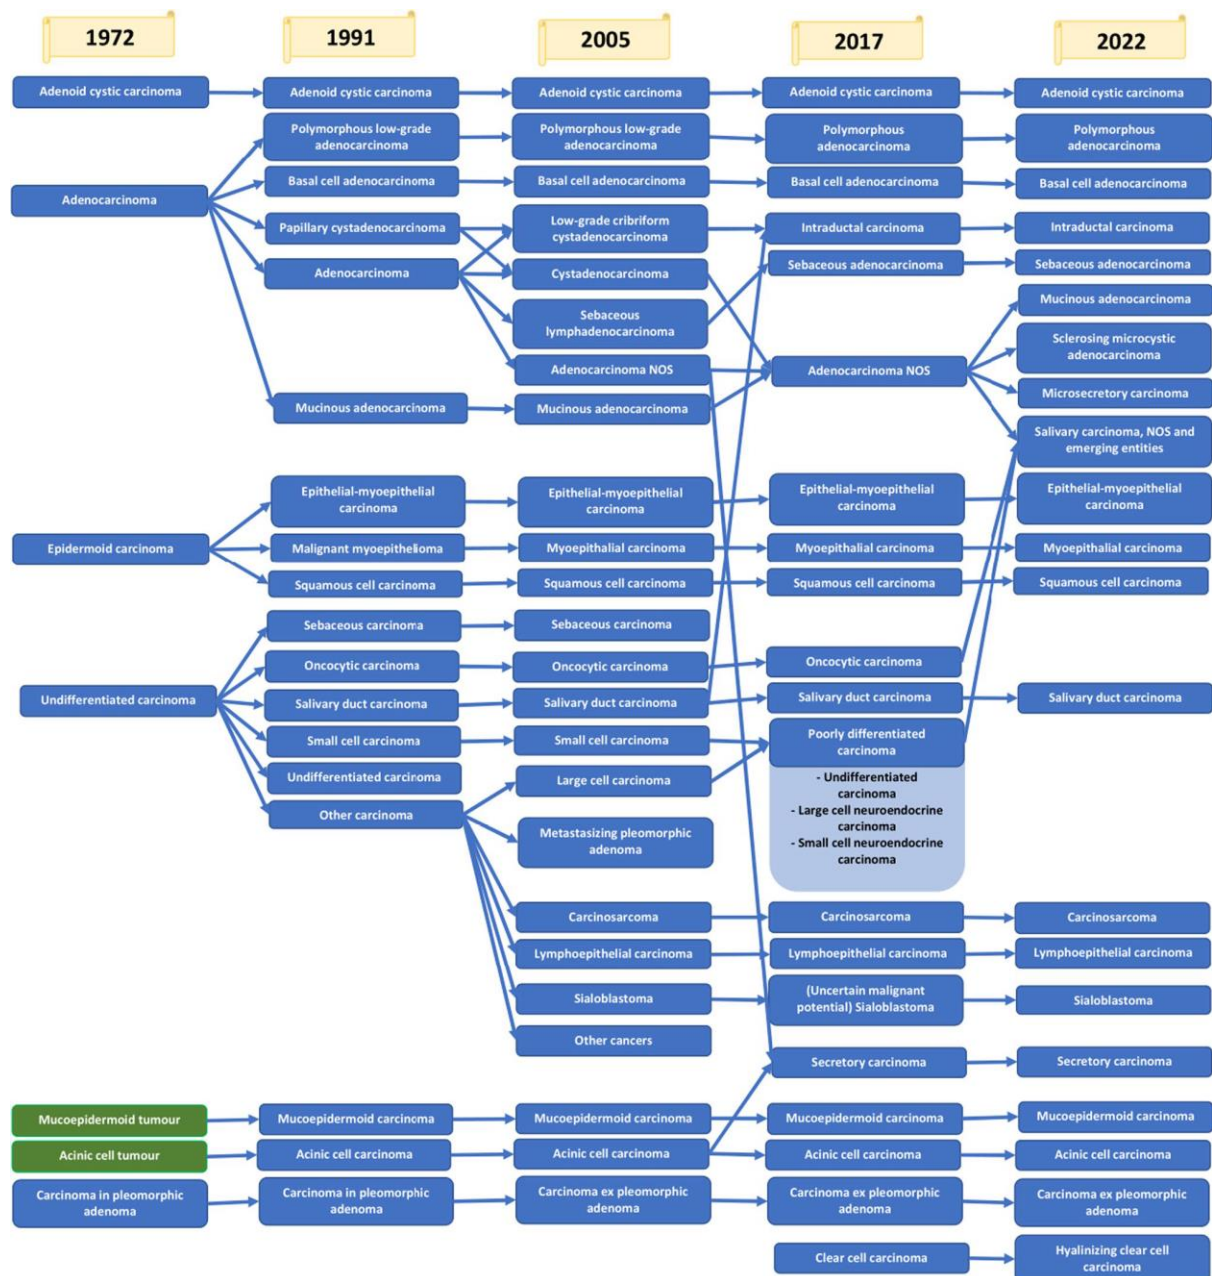 1972
1991
2005
2017
2022
Adenoid cystic carcinoma
Adenoid cystic carcinoma
Adenoid cystic carcinoma
Adenoid cystic carcinoma
Adenoid cystic carcinoma
Polymorphous low-grade
adenocarcinoma
Polymorphous low-grade
adenocarcinoma
Polymorphous
adenocarcinoma
Polymorphous
adenocarcinoma
Adenocarcinoma
Basal cell adenocarcinoma
Basal cell adenocarcinoma
Basal cell adenocarcinoma
Basal cell adenocarcinoma
Papillary cystadenocarcinoma
Low-grade cribriform
cystadenocarcinoma
Intraductal carcinoma
Intraductal carcinoma
Adenocarcinoma
Cystadenocarcinoma
Sebaceous adenocarcinoma
Sebaceous adenocarcinoma
Sebaceous
lymphadenocarcinoma
Mucinous adenocarcinoma
Sclerosing microcystic
adenocarcinoma
Adenocarcinoma NOS
Adenocarcinoma NOS
Microsecretory carcinoma
Mucinous adenocarcinoma
Mucinous adenocarcinoma
Salivary carcinoma, NOS and
emerging entities
Epithelial-myoepithelial
carcinoma
Epithelial-myoepithelial
carcinoma
Epithelial-myoepithelial
carcinoma
Epithelial-myoepithelial
carcinoma
Epidermoid carcinoma
Malignant myoepithelioma
Myoepithalial carcinoma
Myoepithalial carcinoma
Myoepithalial carcinoma
Squamous cell carcinoma
Squamous cell carcinoma
Squamous cell carcinoma
Squamous cell carcinoma
Sebaceous carcinoma
Sebaceous carcinoma
Oncocytic carcinoma
Oncocytic carcinoma
Oncocytic carcinoma
Undifferentiated carcinoma
Salivary duct carcinoma
Salivary duct carcinoma
Salivary duct carcinoma
Salivary duct carcinoma
Small cell carcinoma
Small cell carcinoma
Poorly differentiated
carcinoma
- Undifferentiated
carcinoma
- Large cell neuroendocrine
carcinoma
- Small cell neuroendocrine
carcinoma
Undifferentiated carcinoma
Large cell carcinoma
Other carcinoma
Metastasizing pleomorphic
adenoma
Carcinosarcoma
Carcinosarcoma
Carcinosarcoma
Lymphoepithelial carcinoma
Lymphoepithelial carcinoma
Lymphoepithelial carcinoma
Sialoblastoma
(Uncertain malignant
potential) Sialoblastoma
Sialoblastoma
Other cancers
Secretory carcinoma
Secretory carcinoma
Mucoepidermoid tumour
Mucoepidermoid carcinoma
Mucoepidermoid carcinoma
Mucoepidermoid carcinoma
Mucoepidermoid carcinoma
Acinic cell tumour
Acinic cell carcinoma
Acinic cell carcinoma
Acinic cell carcinoma
Acinic cell carcinoma
Carcinoma in pleomorphic
adenoma
Carcinoma in pleomorphic
adenoma
Carcinoma ex pleomorphic
adenoma
Carcinoma ex pleomorphic
adenoma
Carcinoma ex pleomorphic
adenoma
Clear cell carcinoma
Hyalinizing clear cell
carcinoma